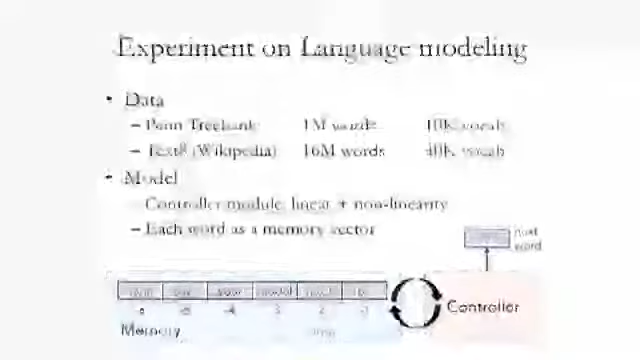 Experiment on Language modeling
• Data
– Penn Treebank 1M words 10K vocab
– Text8 (Wikipedia) 16M words 40K vocab
• Model
– Controller module: linear + non-linearity
– Each word as a memory vector
next
word
model
Controller
Memory